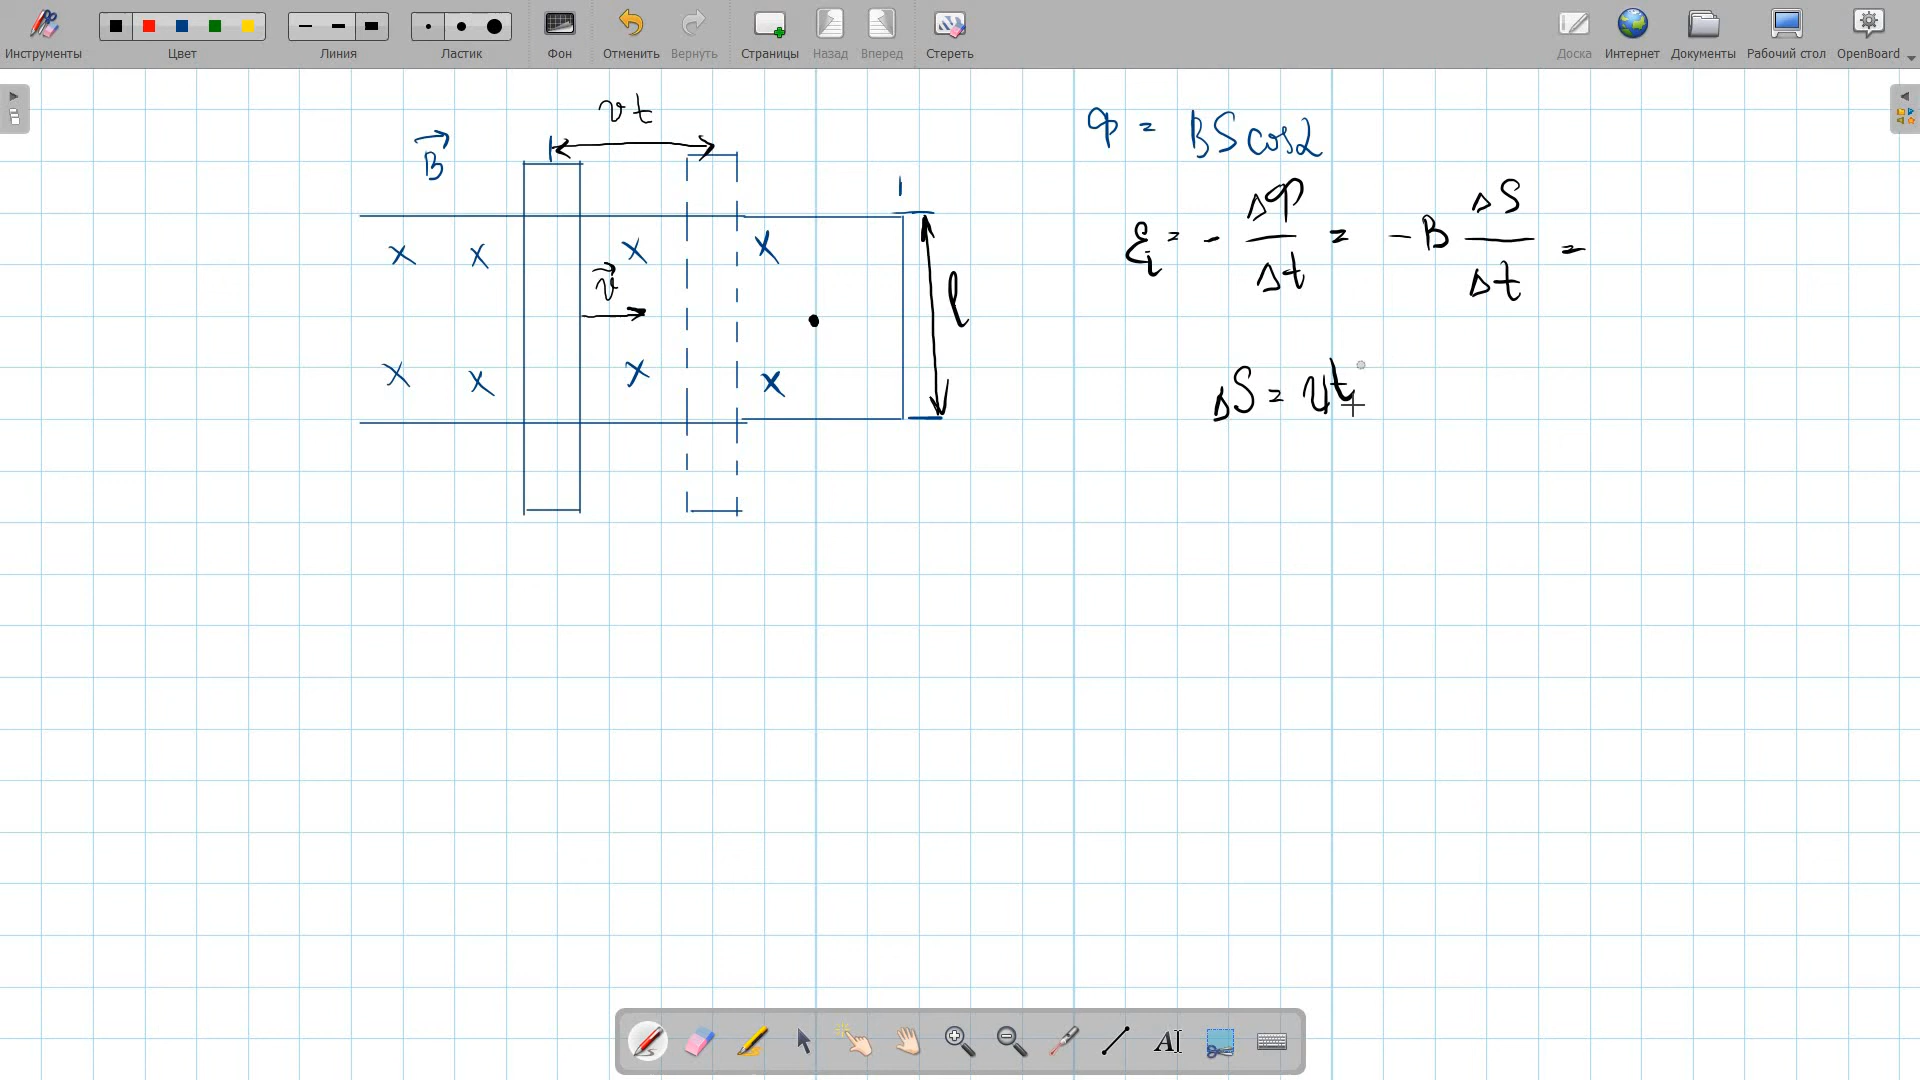 Инструменты Цвет Линия Ластик Фон Отменить Вернуть Страницы Назад Вперед Стереть Доска Интернет Документы Рабочий стол OpenBoard
vt
B
v
l
Φ = BS cosα
ℰi = - ΔΦ/Δt = -B ΔS/Δt =
ΔS = vt